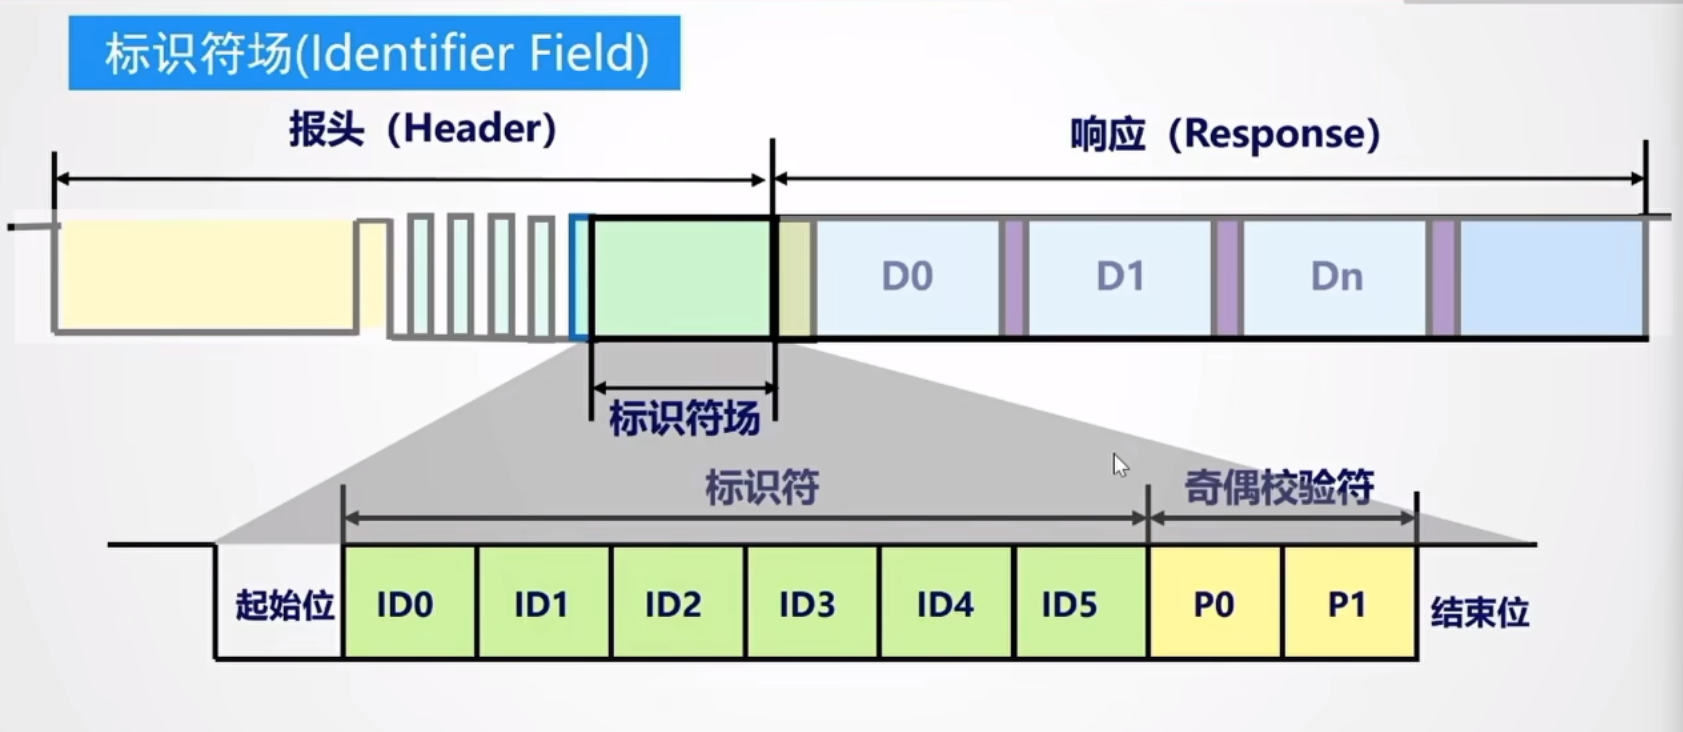 标识符场(Identifier Field)
报头（Header）
响应（Response）
D0 D1 Dn
标识符场
标识符 奇偶校验符
起始位 ID0 ID1 ID2 ID3 ID4 ID5 P0 P1 结束位